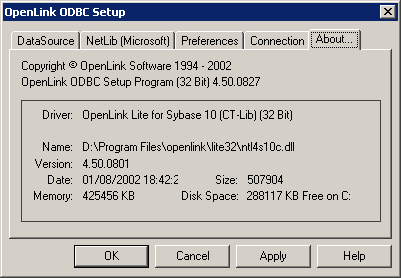 OpenLink ODBC Setup
DataSource NetLib (Microsoft) Preferences Connection About...
Copyright © OpenLink Software 1994 - 2002
OpenLink ODBC Setup Program (32 Bit) 4.50.0827
Driver: OpenLink Lite for Sybase 10 (CT-Lib) (32 Bit)
Name: D:\Program Files\openlink\lite32\ntl4s10c.dll
Version: 4.50.0801
Date: 01/08/2002 18:42:2 Size: 507904
Memory: 425456 KB Disk Space: 288117 KB Free on C:
OK Cancel Apply Help